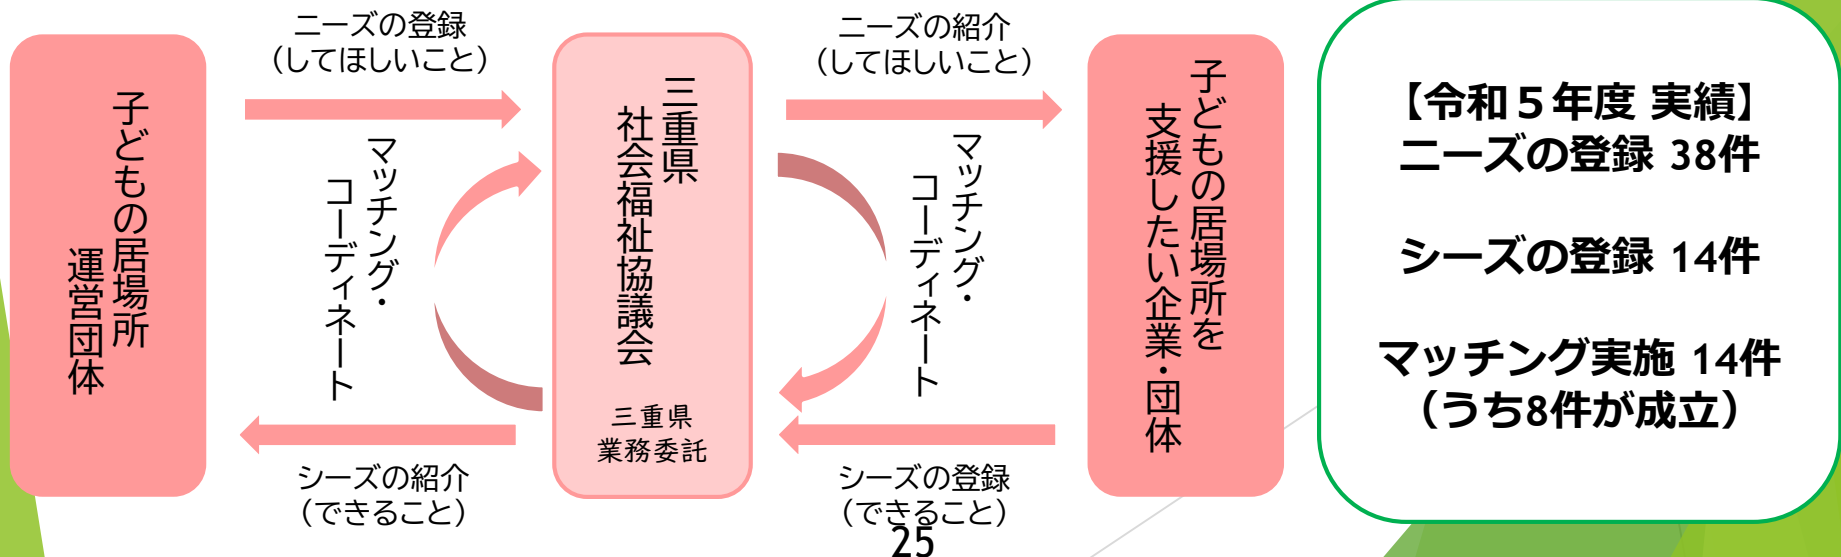 子どもの居場所
運営団体
ニーズの登録
(してほしいこと)
マッチング・
コーディネート
シーズの紹介
(できること)
三重県
社会福祉協議会
三重県
業務委託
ニーズの紹介
(してほしいこと)
マッチング・
コーディネート
シーズの登録
(できること)
子どもの居場所を
支援したい企業・団体
【令和5年度 実績】
ニーズの登録 38件
シーズの登録 14件
マッチング実施 14件
(うち8件が成立)
25